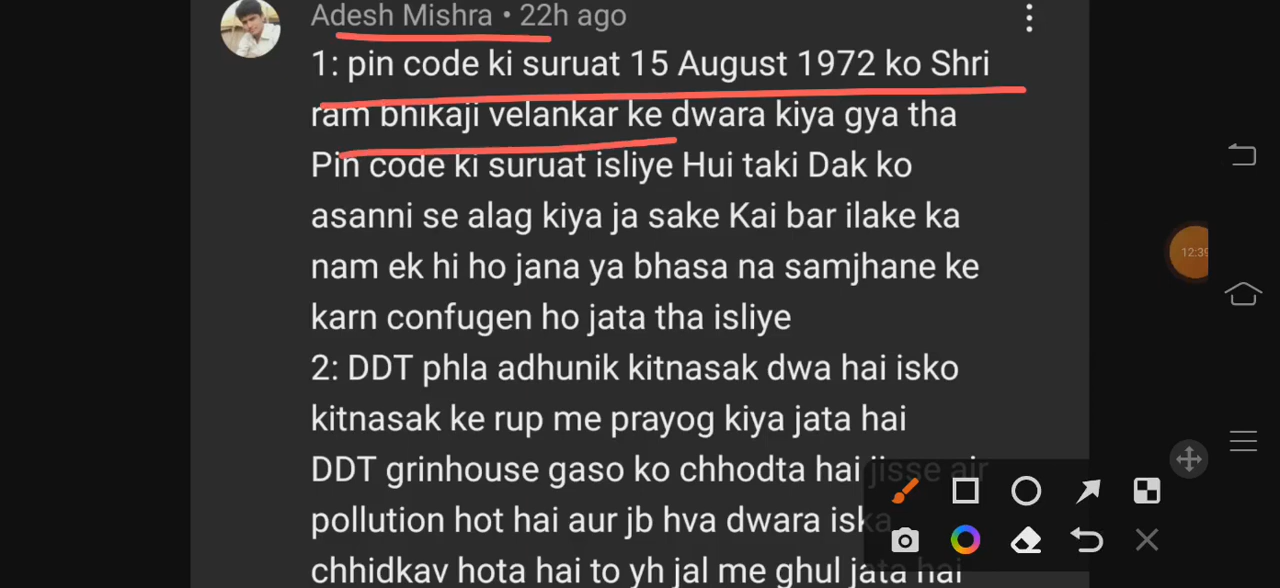 Adesh Mishra • 22h ago
1: pin code ki suruat 15 August 1972 ko Shri
ram bhikaji velankar ke dwara kiya gya tha
Pin code ki suruat isliye Hui taki Dak ko
asanni se alag kiya ja sake Kai bar ilake ka
nam ek hi ho jana ya bhasa na samjhane ke
karn confugen ho jata tha isliye
2: DDT phla adhunik kitnasak dwa hai isko
kitnasak ke rup me prayog kiya jata hai
DDT grinhouse gaso ko chhodta hai jisse air
pollution hot hai aur jb hva dwara iska
chhidkav hota hai to yh jal me ghul jata hai
12:39